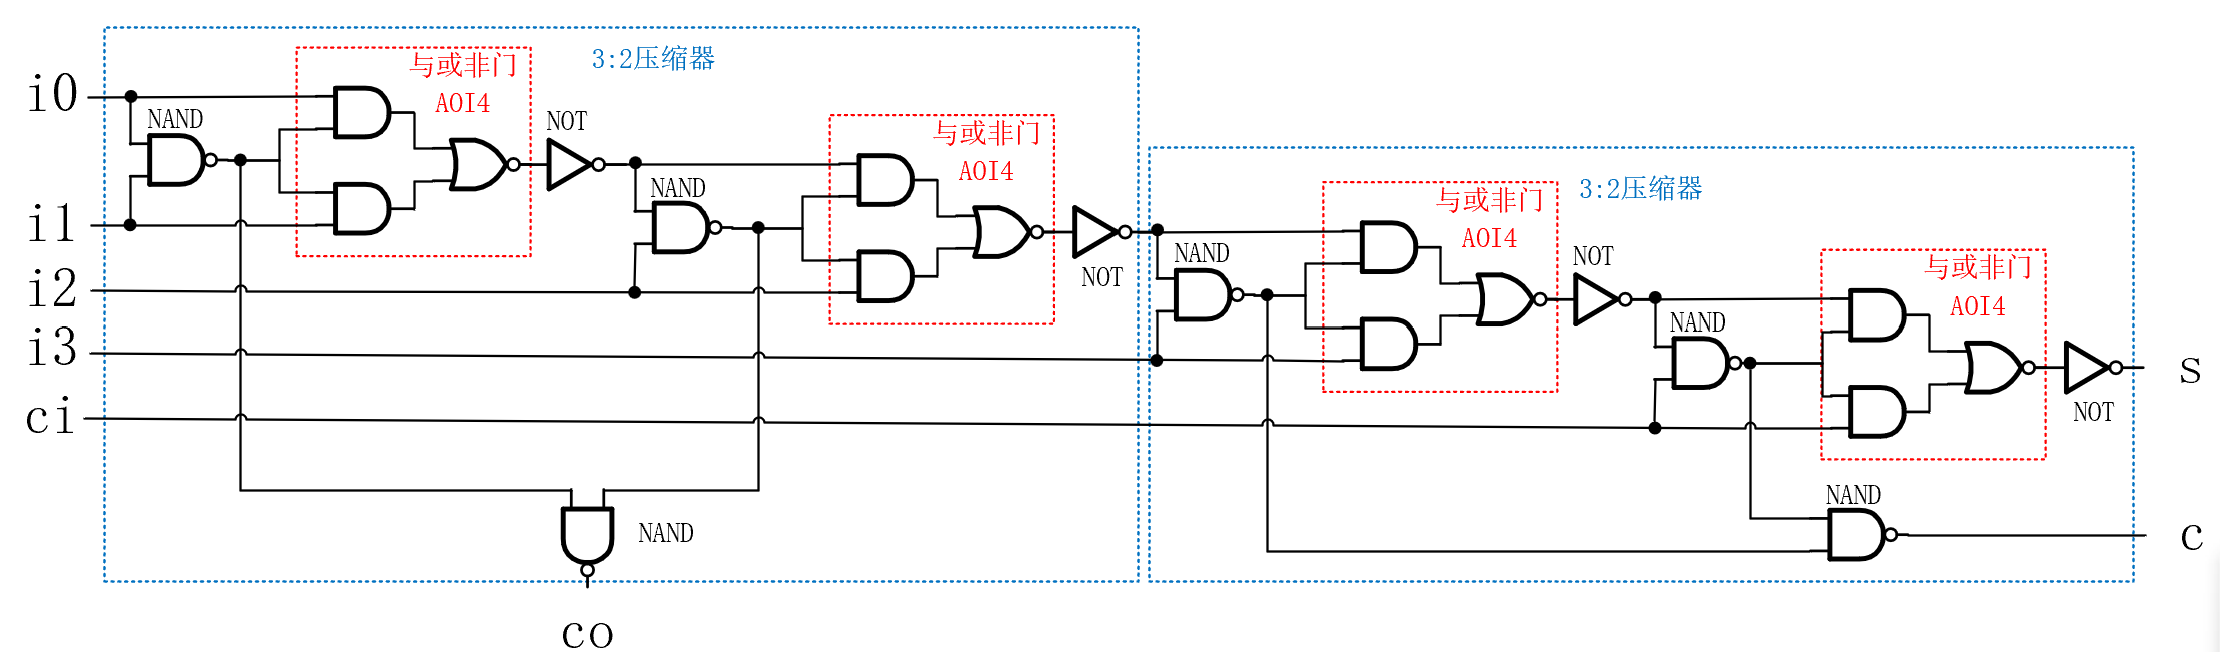 3:2压缩器
与或非门
AOI4
i0
NAND
NOT
与或非门
AOI4
3:2压缩器
NAND
与或非门
AOI4
i1
NAND
NOT
NOT
与或非门
AOI4
i2
i3
NAND
s
ci
NOT
NAND
NAND
c
co